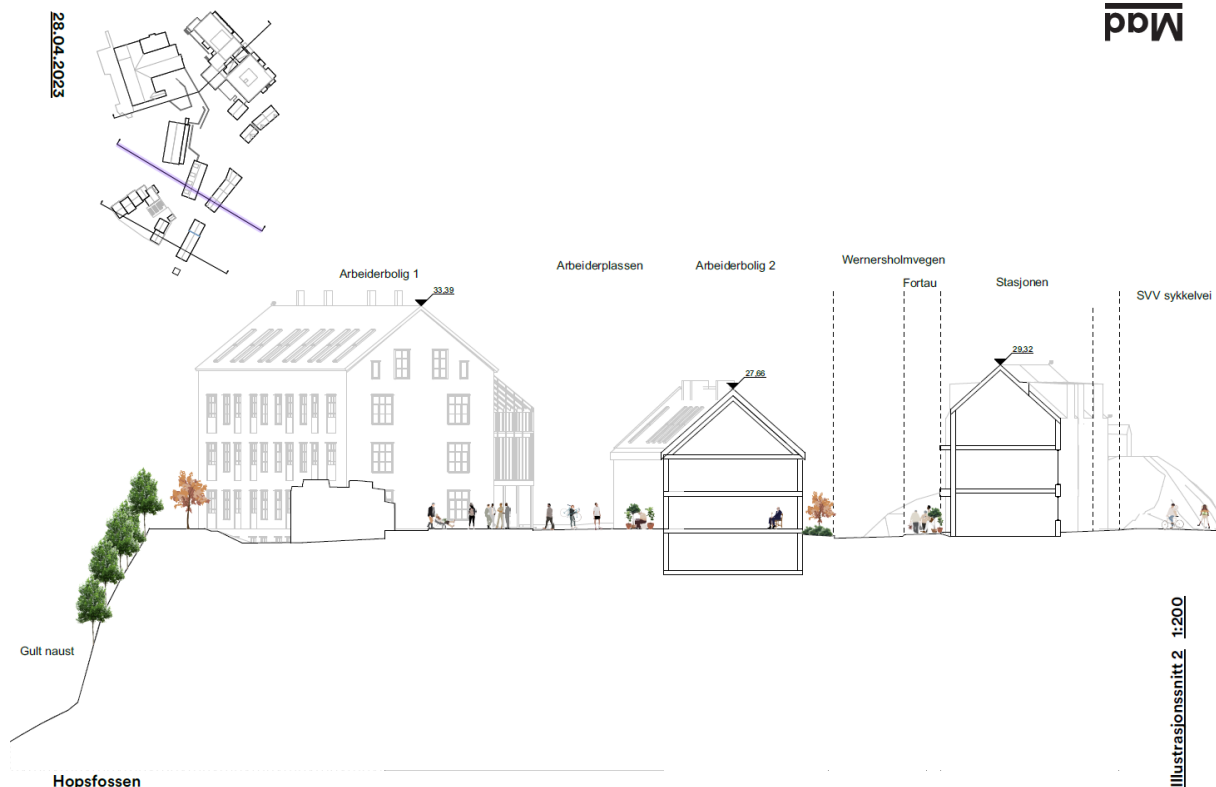 28.04.2023
Mad
Arbeiderbolig 1
Arbeiderplassen
Arbeiderbolig 2
Wernersholmvegen
Fortau
Stasjonen
SVV sykkelvei
33,39
29,32
27,66
Gult naust
Illustrasjonssnitt 2 1:200
Hopsfossen